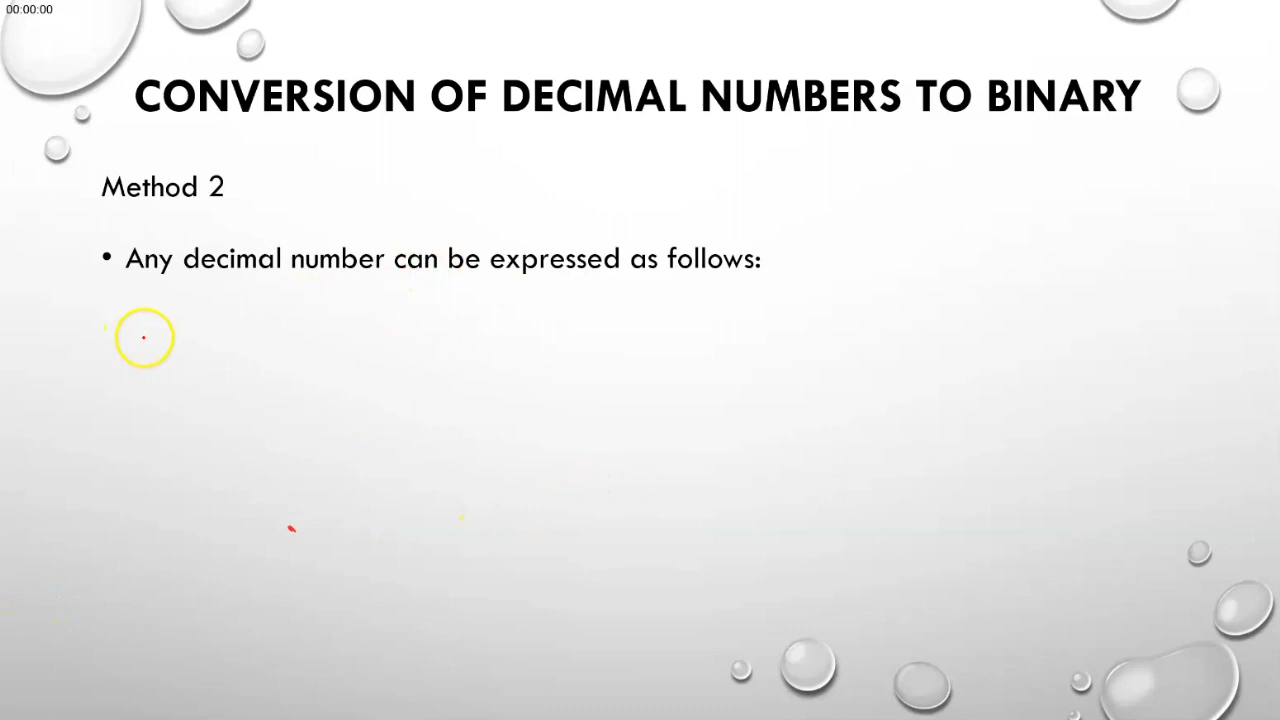 00:00:00
CONVERSION OF DECIMAL NUMBERS TO BINARY
Method 2
• Any decimal number can be expressed as follows: